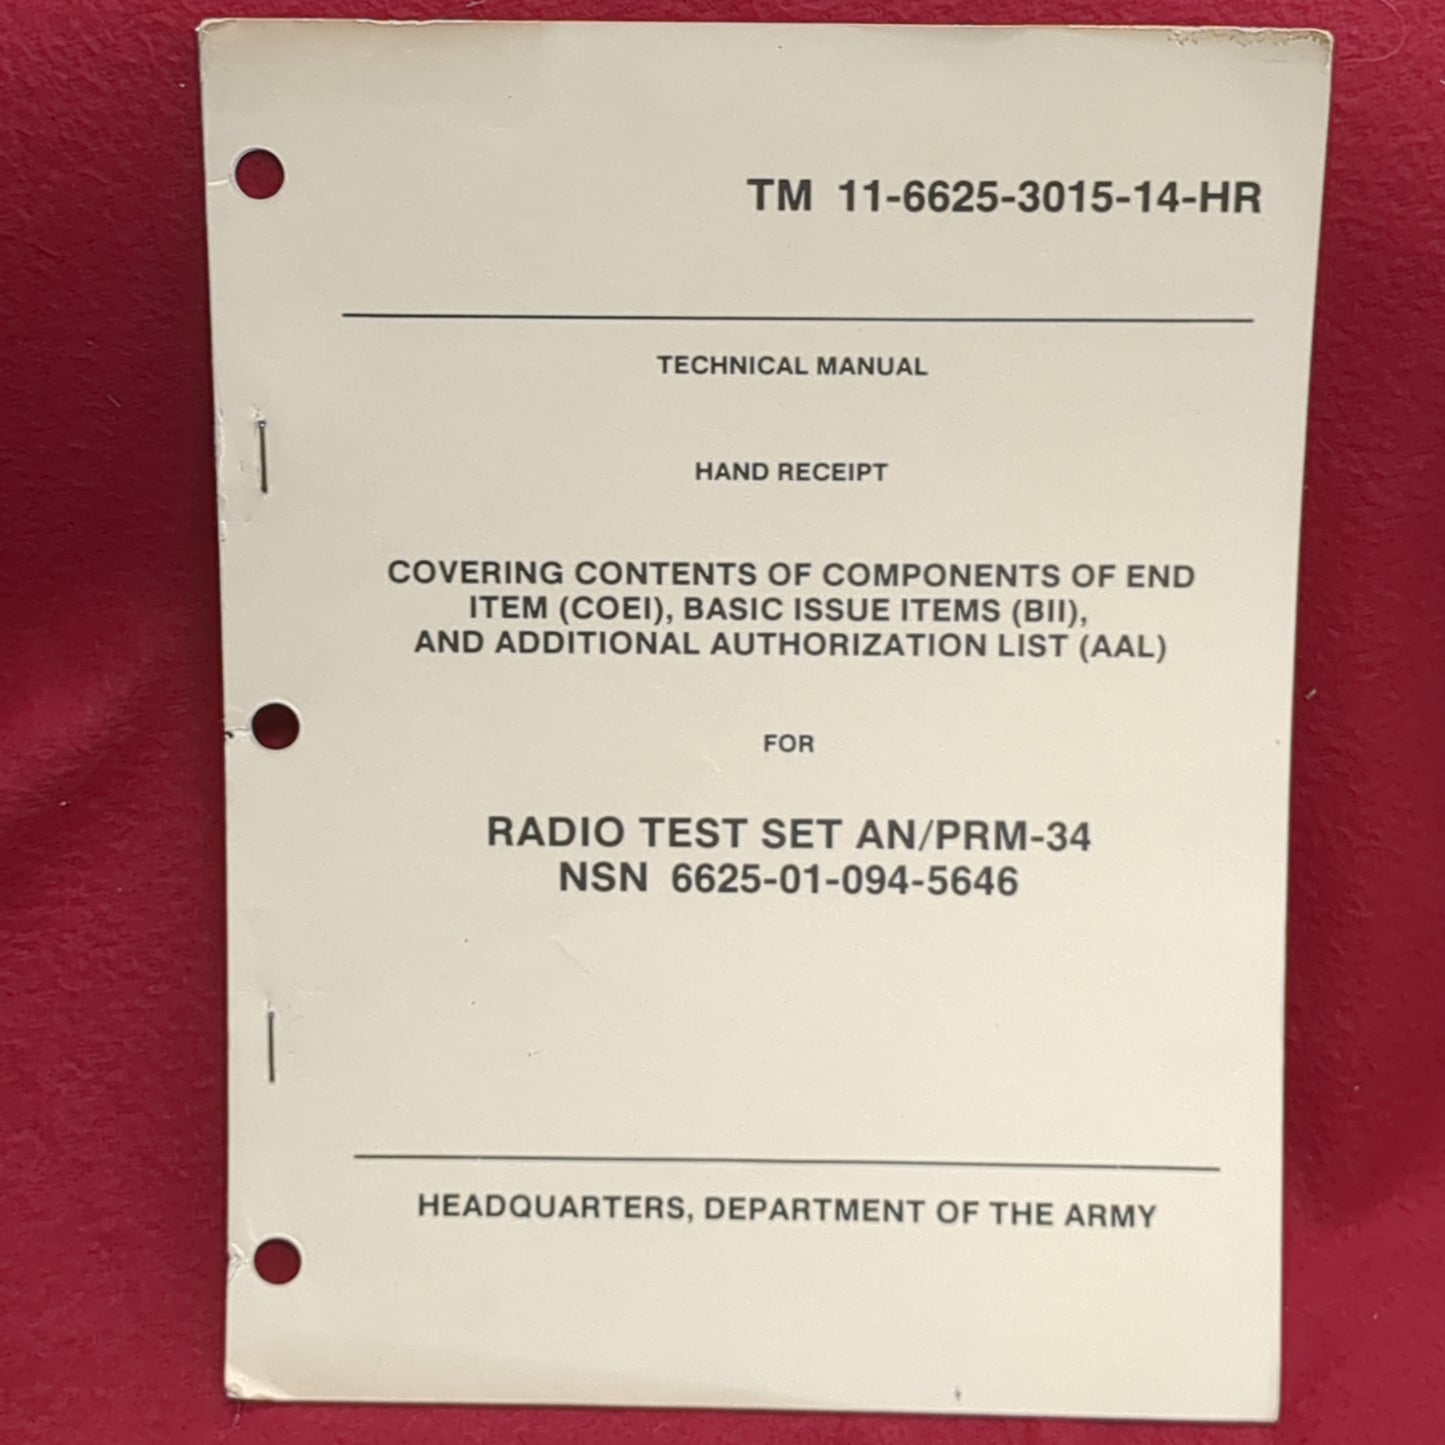 TM 11-6625-3015-14-HR
TECHNICAL MANUAL
HAND RECEIPT
COVERING CONTENTS OF COMPONENTS OF END
ITEM (COEI), BASIC ISSUE ITEMS (BII),
AND ADDITIONAL AUTHORIZATION LIST (AAL)
FOR
RADIO TEST SET AN/PRM-34
NSN 6625-01-094-5646
HEADQUARTERS, DEPARTMENT OF THE ARMY